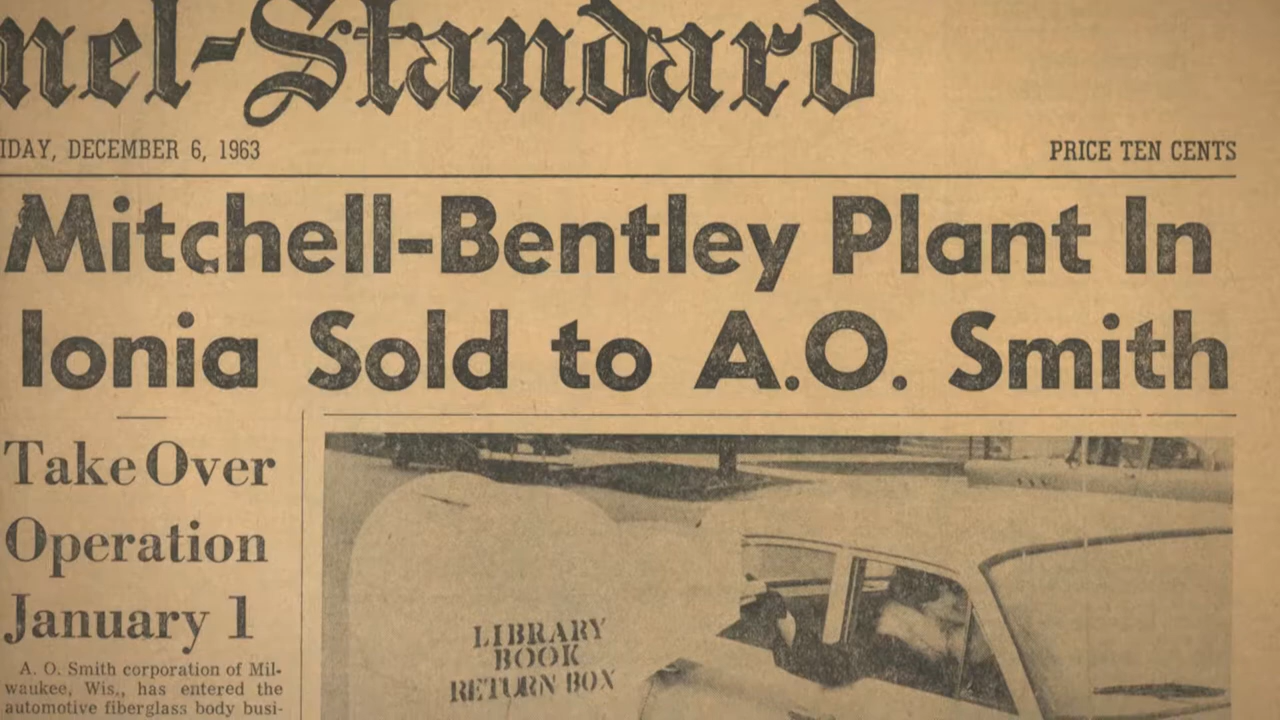 nel-Standard
IDAY, DECEMBER 6, 1963
PRICE TEN CENTS
Mitchell-Bentley Plant In
Ionia Sold to A.O. Smith
Take Over
Operation
January 1
A. O. Smith corporation of Mil-
waukee, Wis., has entered the
automotive fiberglass body busi-
LIBRARY
BOOK
RETURN BOX